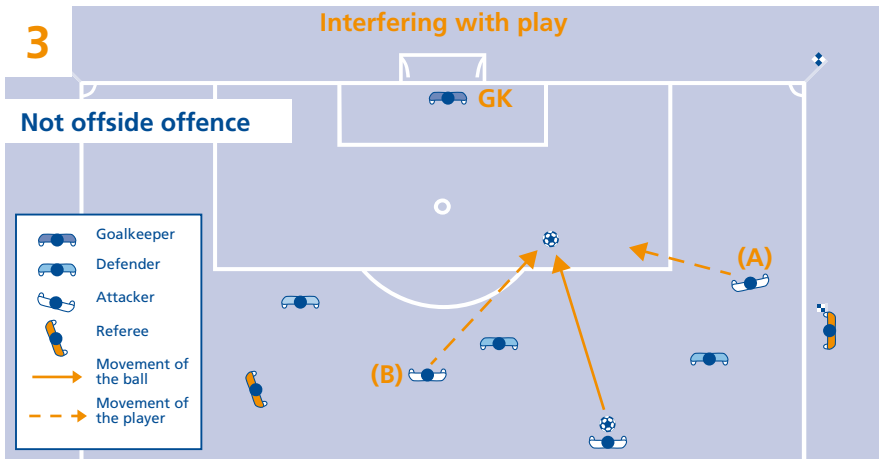 3
Interfering with play
GK
Not offside offence
Goalkeeper
Defender
Attacker
Referee
Movement of
the ball
Movement of
the player
(A)
(B)